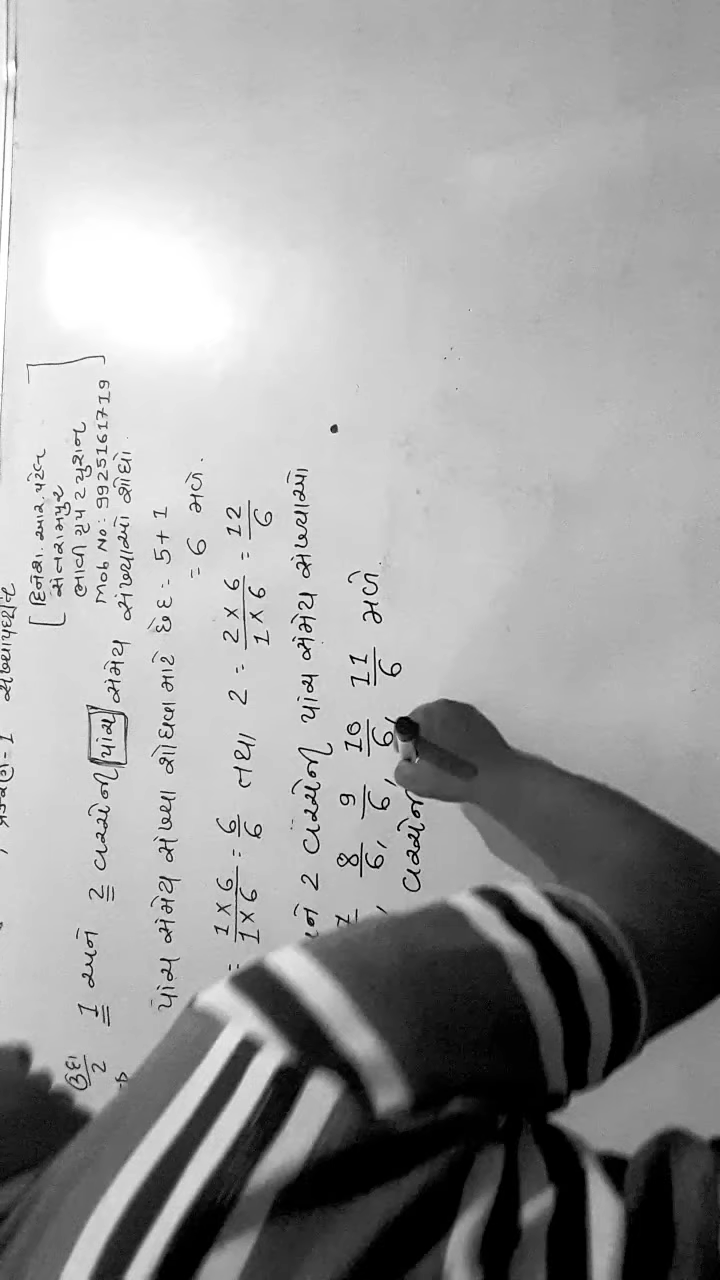 પ્રકરણ - 1 સંખ્યાપદ્ધતિ
[ દિનેશ આર પટેલ
સંતરામપુર
ભાવી ગ્રુપ ટયુશન
Mob No: 9925161719 ]
ઉદા 2 1 અને 2 વચ્ચેની પાંચ સંમેય સંખ્યાઓ શોધો.
→
પાંચ સંમેય સંખ્યા શોધવા માટે છેદ = 5 + 1
= 6 મળે.
= 1 × 6 / 1 × 6 = 6/6 તથા 2 = 2 × 6 / 1 × 6 = 12/6
ને 2 વચ્ચેની પાંચ સંમેય સંખ્યાઓ
7, 8/6, 9/6, 10/6, 11/6 મળે.
વચ્ચેની